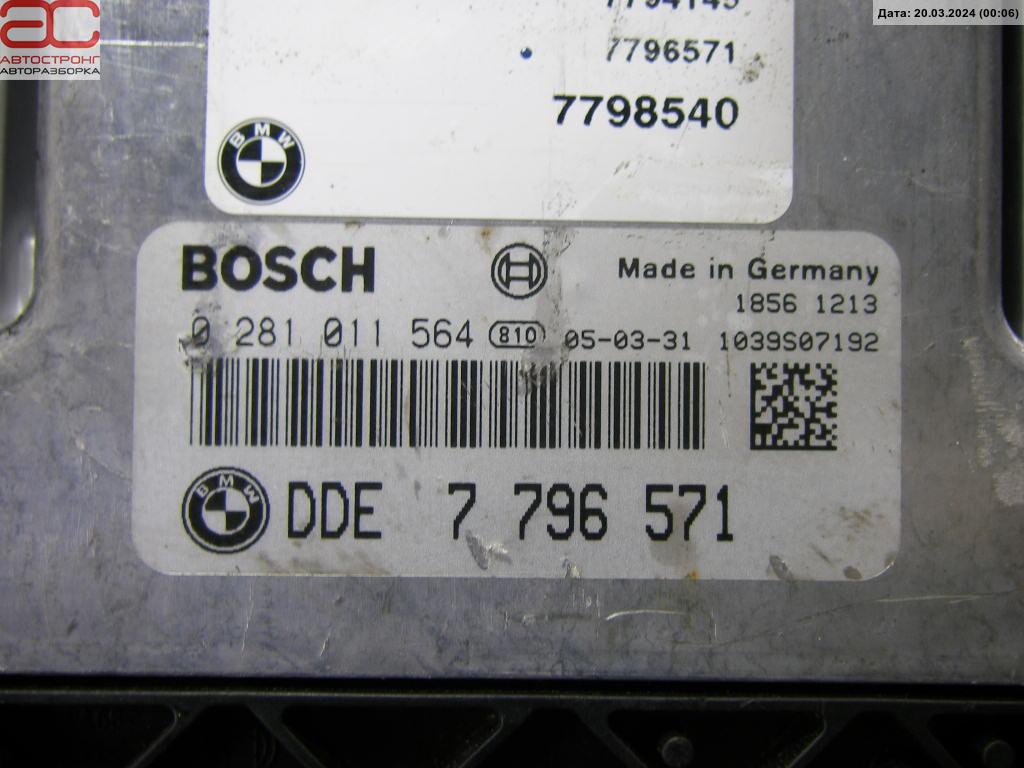 ac
АВТОСТРОНГ
АВТОРАЗБОРКА
Дата: 20.03.2024 (00:06)
7796571
7798540
BMW
BOSCH
Made in Germany
1856 1213
0 281 011 564 810 05-03-31 1039S07192
BMW
DDE 7 796 571